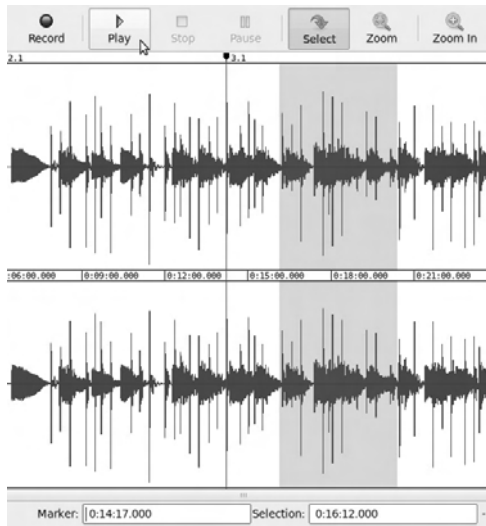 Record Play Stop Pause Select Zoom Zoom In
2.1 3.1
:06:00.000 0:09:00.000 0:12:00.000 0:15:00.000 0:18:00.000 0:21:00.000
Marker: 0:14:17.000 Selection: 0:16:12.000 -